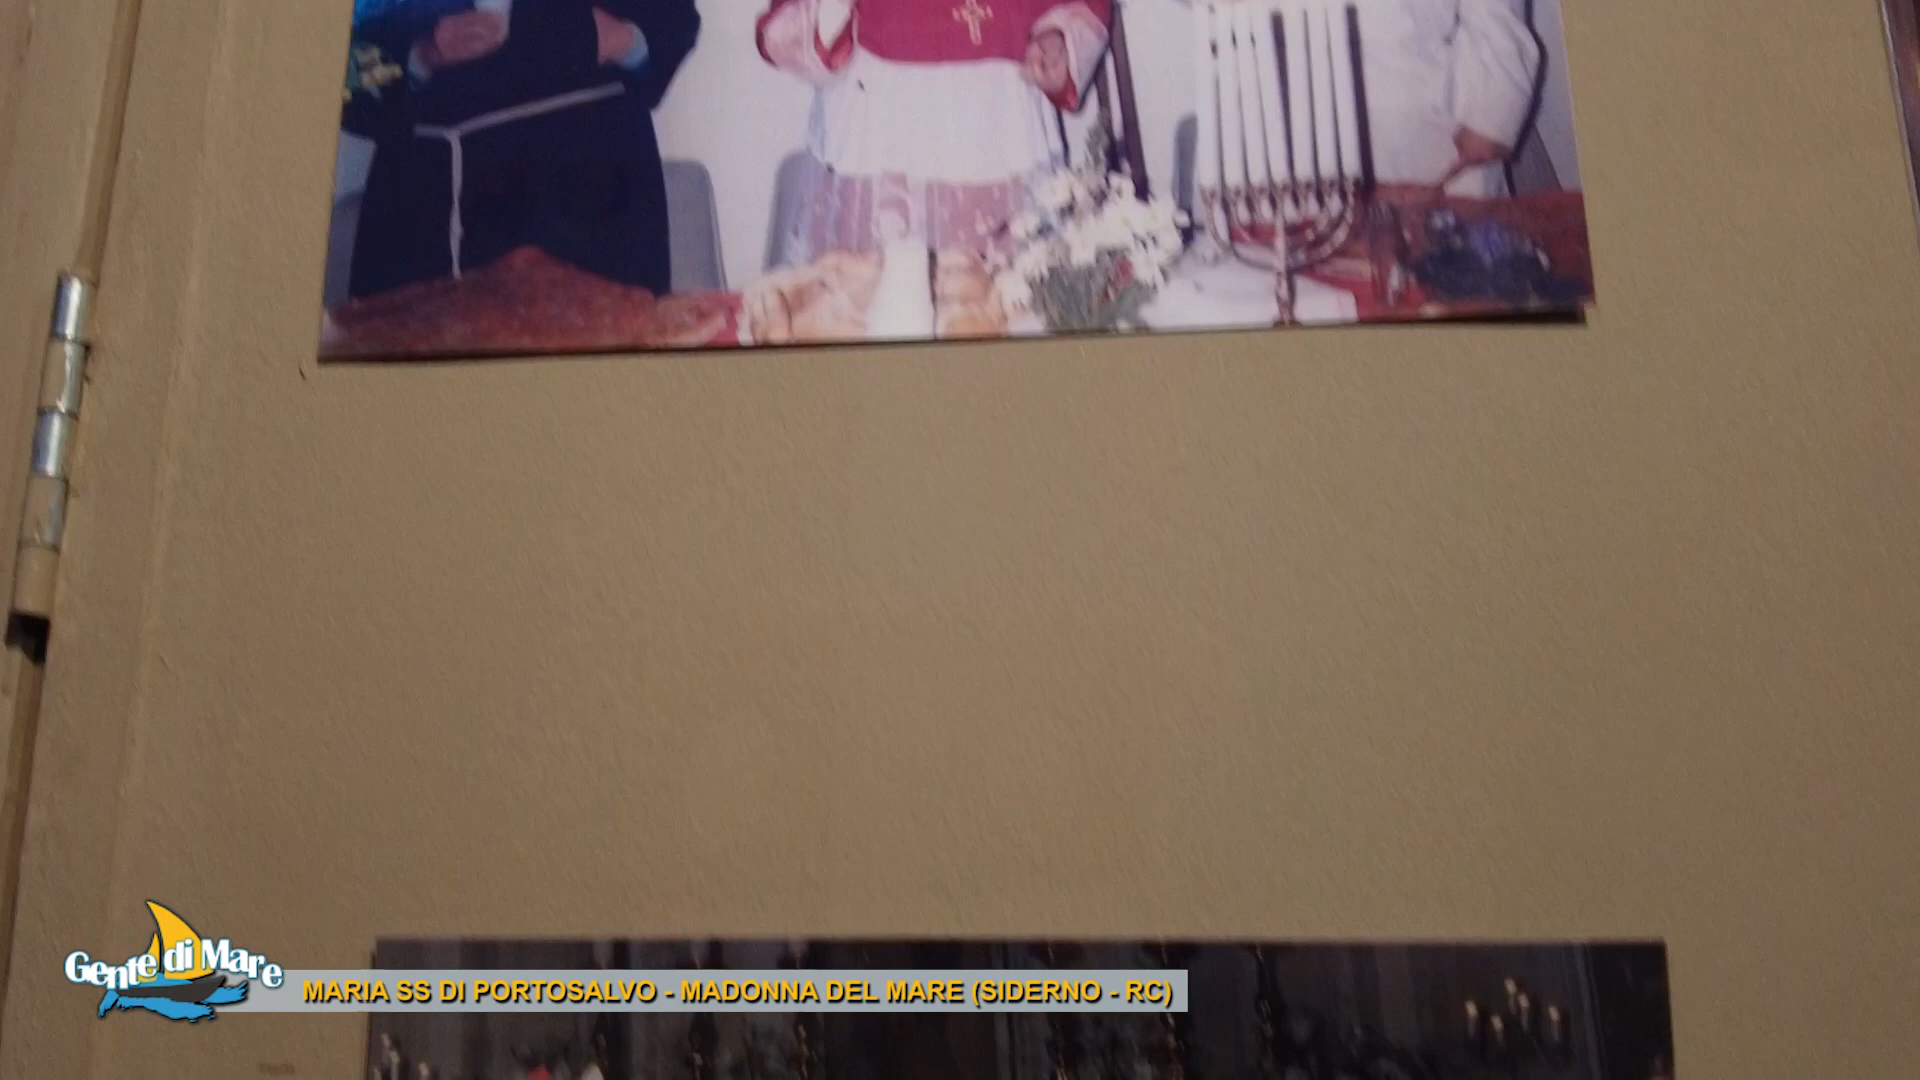 Gente di Mare
MARIA SS DI PORTOSALVO - MADONNA DEL MARE (SIDERNO - RC)